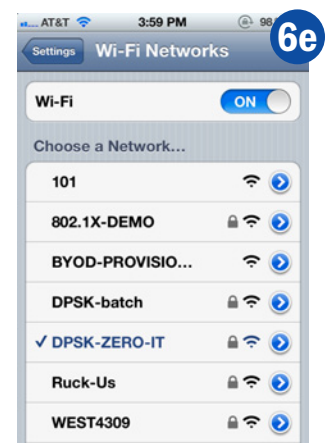 AT&T 3:59 PM 98
6e
Settings Wi-Fi Networks
Wi-Fi ON
Choose a Network...
101
802.1X-DEMO
BYOD-PROVISIO...
DPSK-batch
✓ DPSK-ZERO-IT
Ruck-Us
WEST4309